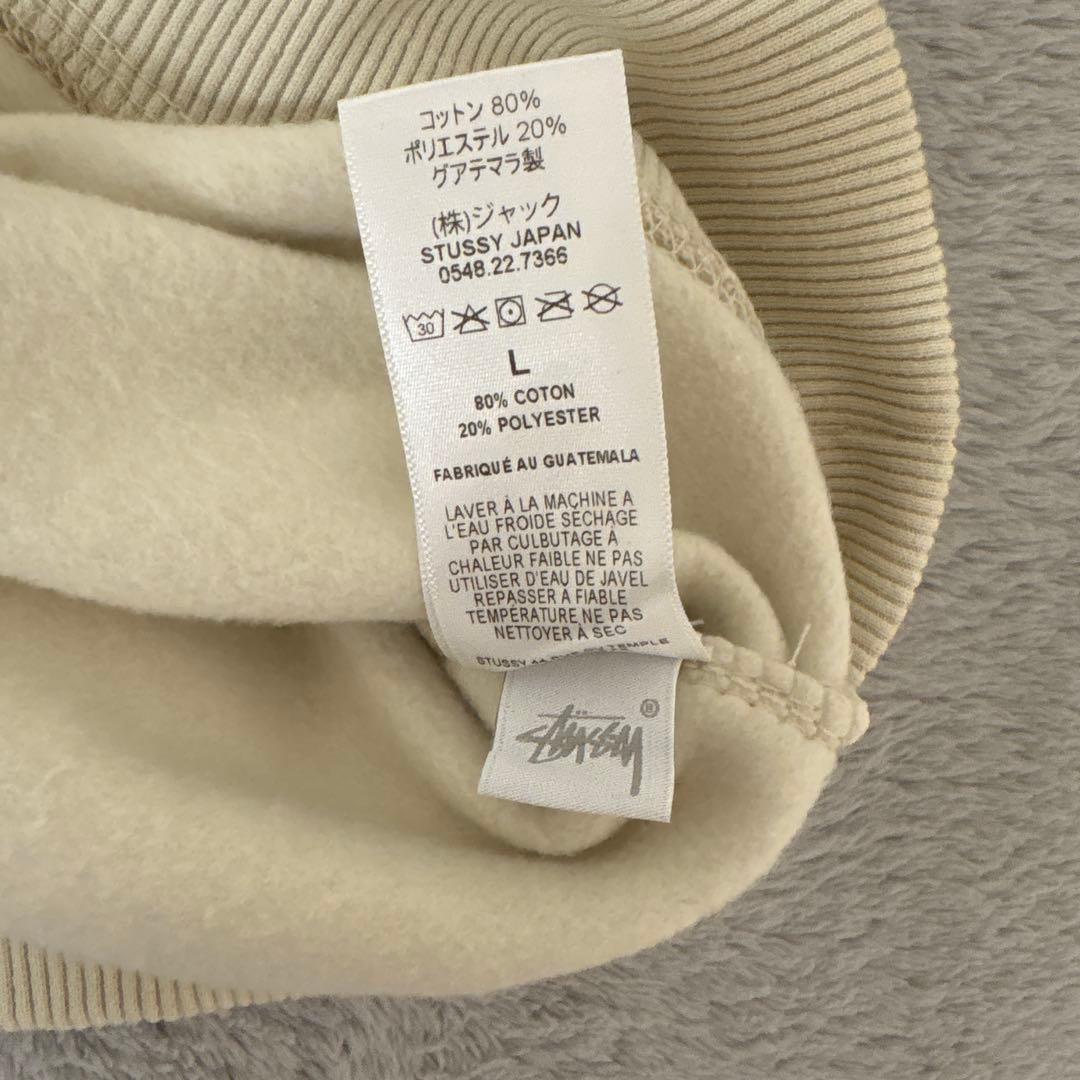 コットン 80%
ポリエステル 20%
グアテマラ製
(株)ジャック
STUSSY JAPAN
0548.22.7366
30
L
80% COTON
20% POLYESTER
FABRIQUÉ AU GUATEMALA
LAVER À LA MACHINE A
L'EAU FROIDE SÉCHAGE
PAR CULBUTAGE À
CHALEUR FAIBLE NE PAS
UTILISER D'EAU DE JAVEL
REPASSER A FIABLE
TEMPÉRATURE NE PAS
NETTOYER À SEC
STUSSY TEMPLE
Stüssy ®